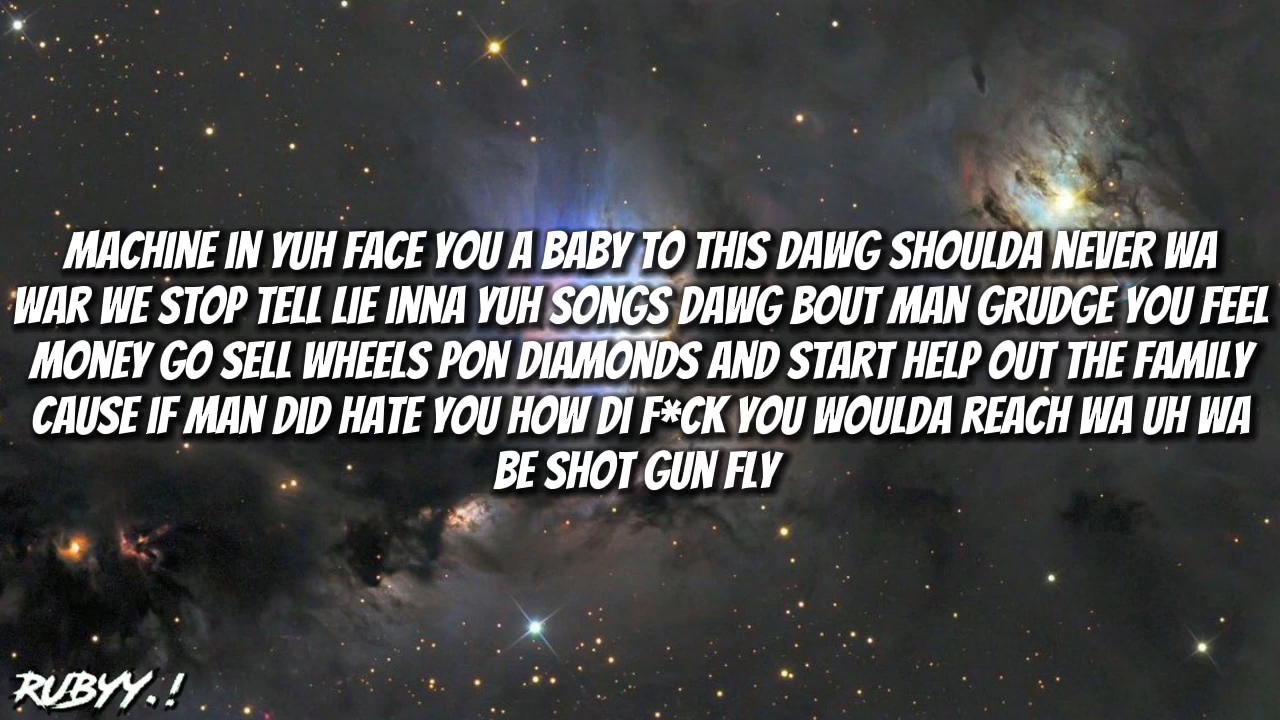 MACHINE IN YUH FACE YOU A BABY TO THIS DAWG SHOULDA NEVER WA
WAR WE STOP TELL LIE INNA YUH SONGS DAWG BOUT MAN GRUDGE YOU FEEL
MONEY GO SELL WHEELS PON DIAMONDS AND START HELP OUT THE FAMILY
CAUSE IF MAN DID HATE YOU HOW DI F*CK YOU WOULDA REACH WA UH WA
BE SHOT GUN FLY
RUBYY.!